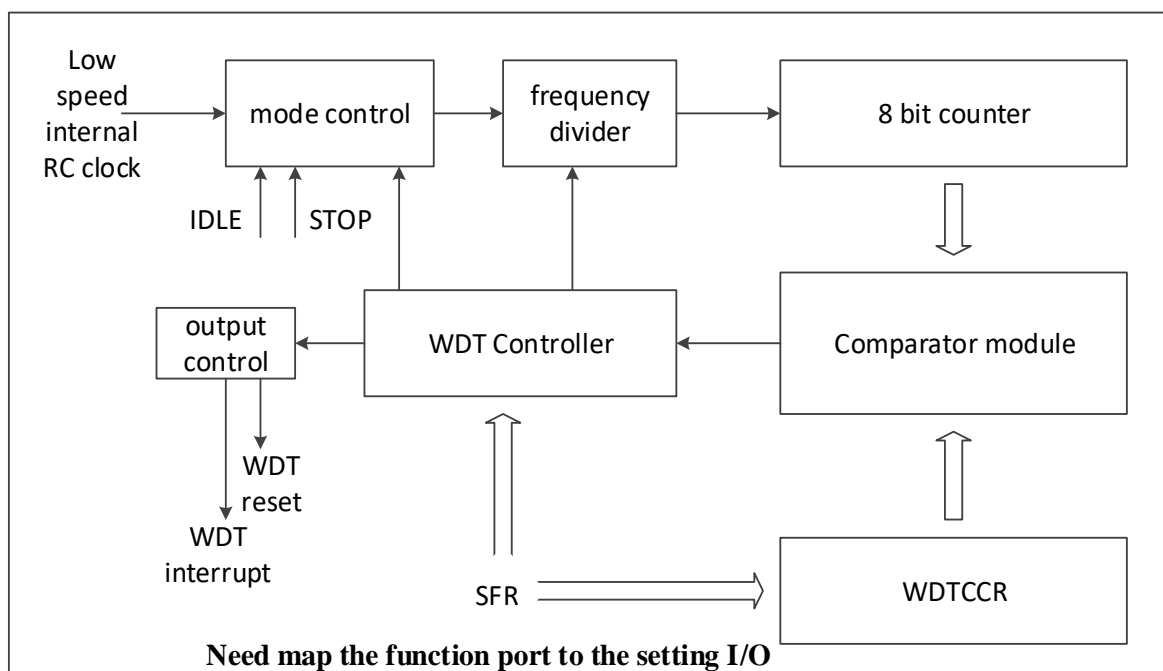 Low
speed
internal
RC clock
mode control
frequency
divider
8 bit counter
IDLE
STOP
output
control
WDT Controller
Comparator module
WDT
reset
WDT
interrupt
SFR
WDTCCR
Need map the function port to the setting I/O